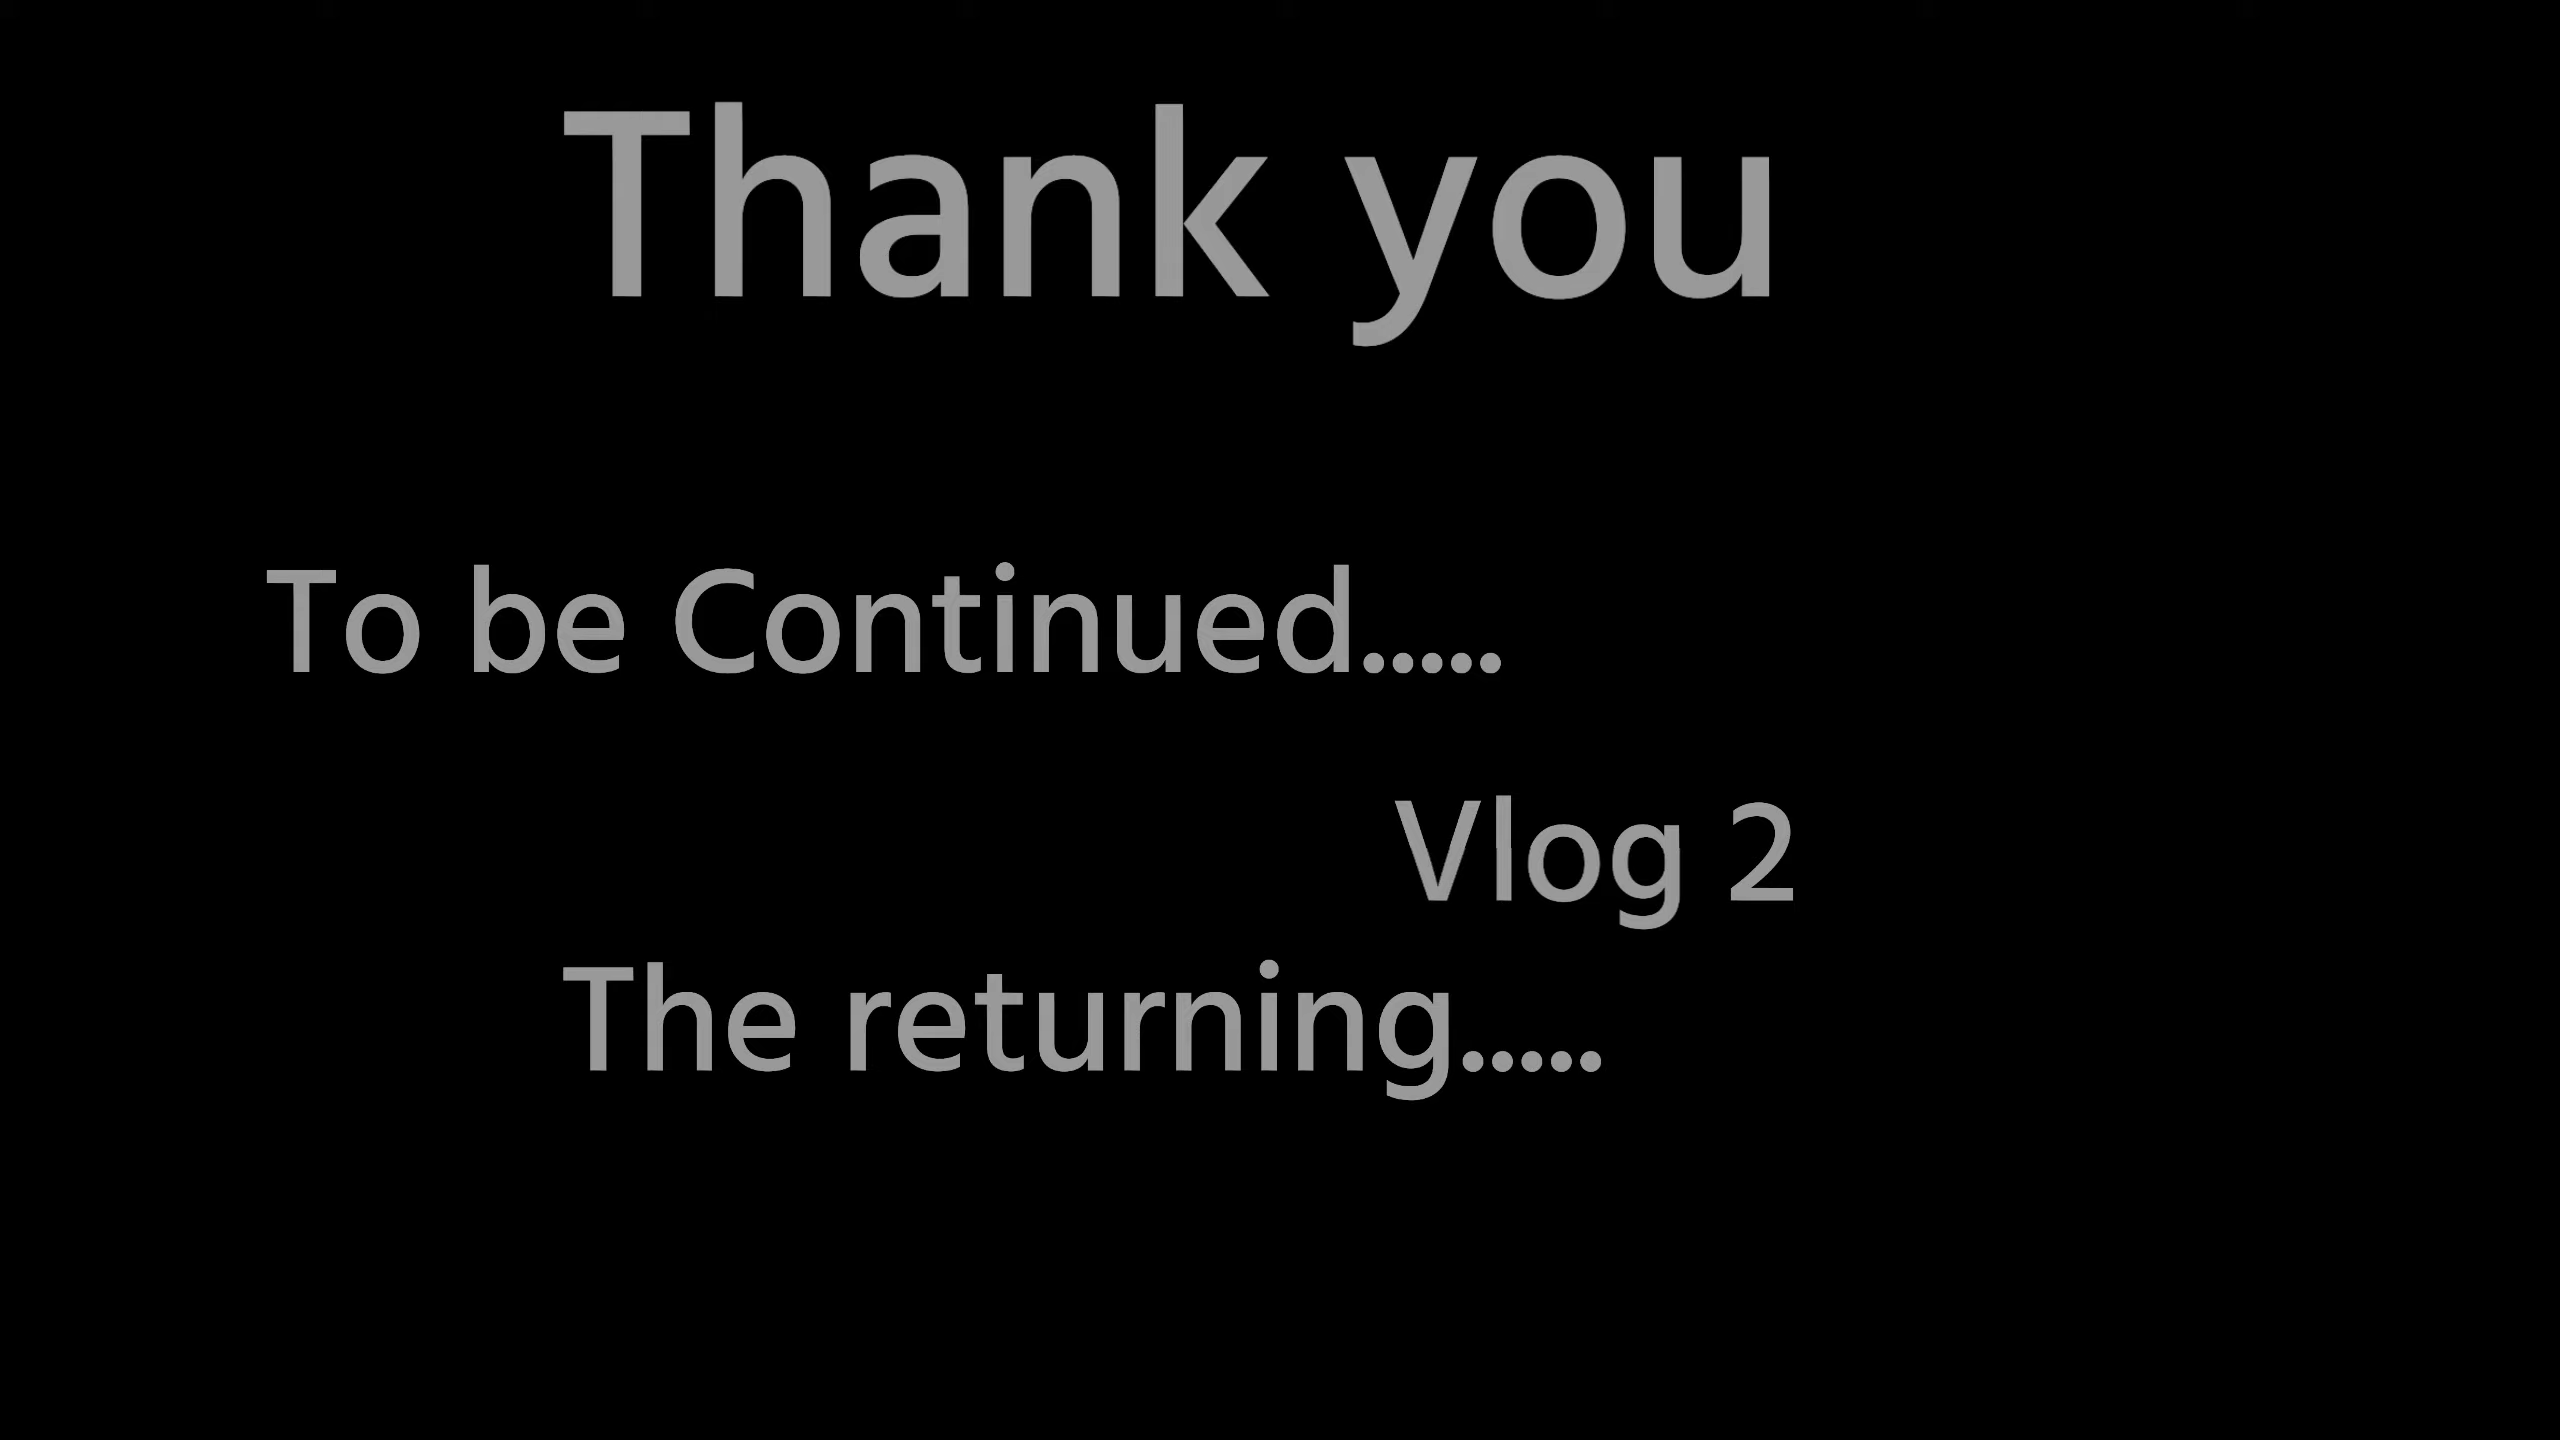 Thank you
To be Continued.....
Vlog 2
The returning.....